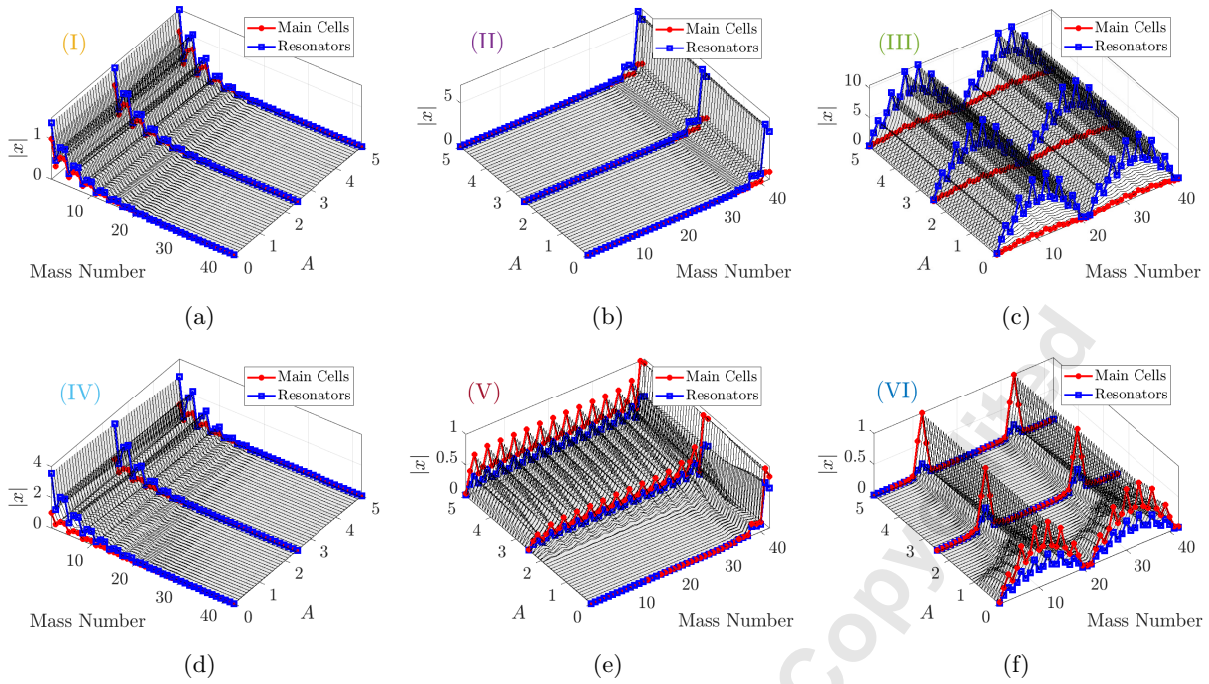 (I)
Main Cells
Resonators
|x|
1
0
10
20
30
40
Mass Number
0
1
2
3
4
5
A
(a)
(II)
Main Cells
Resonators
|x|
5
0
5
4
3
2
1
0
A
10
20
30
40
Mass Number
(b)
(III)
Main Cells
Resonators
|x|
10
5
0
5
4
3
2
1
0
A
10
20
30
40
Mass Number
(c)
(IV)
Main Cells
Resonators
|x|
4
2
0
10
20
30
40
Mass Number
0
1
2
3
4
5
A
(d)
(V)
Main Cells
Resonators
|x|
1
0.5
0
5
4
3
2
1
0
A
10
20
30
40
Mass Number
(e)
(VI)
Main Cells
Resonators
|x|
1
0.5
0
5
4
3
2
1
0
A
10
20
30
40
Mass Number
(f)